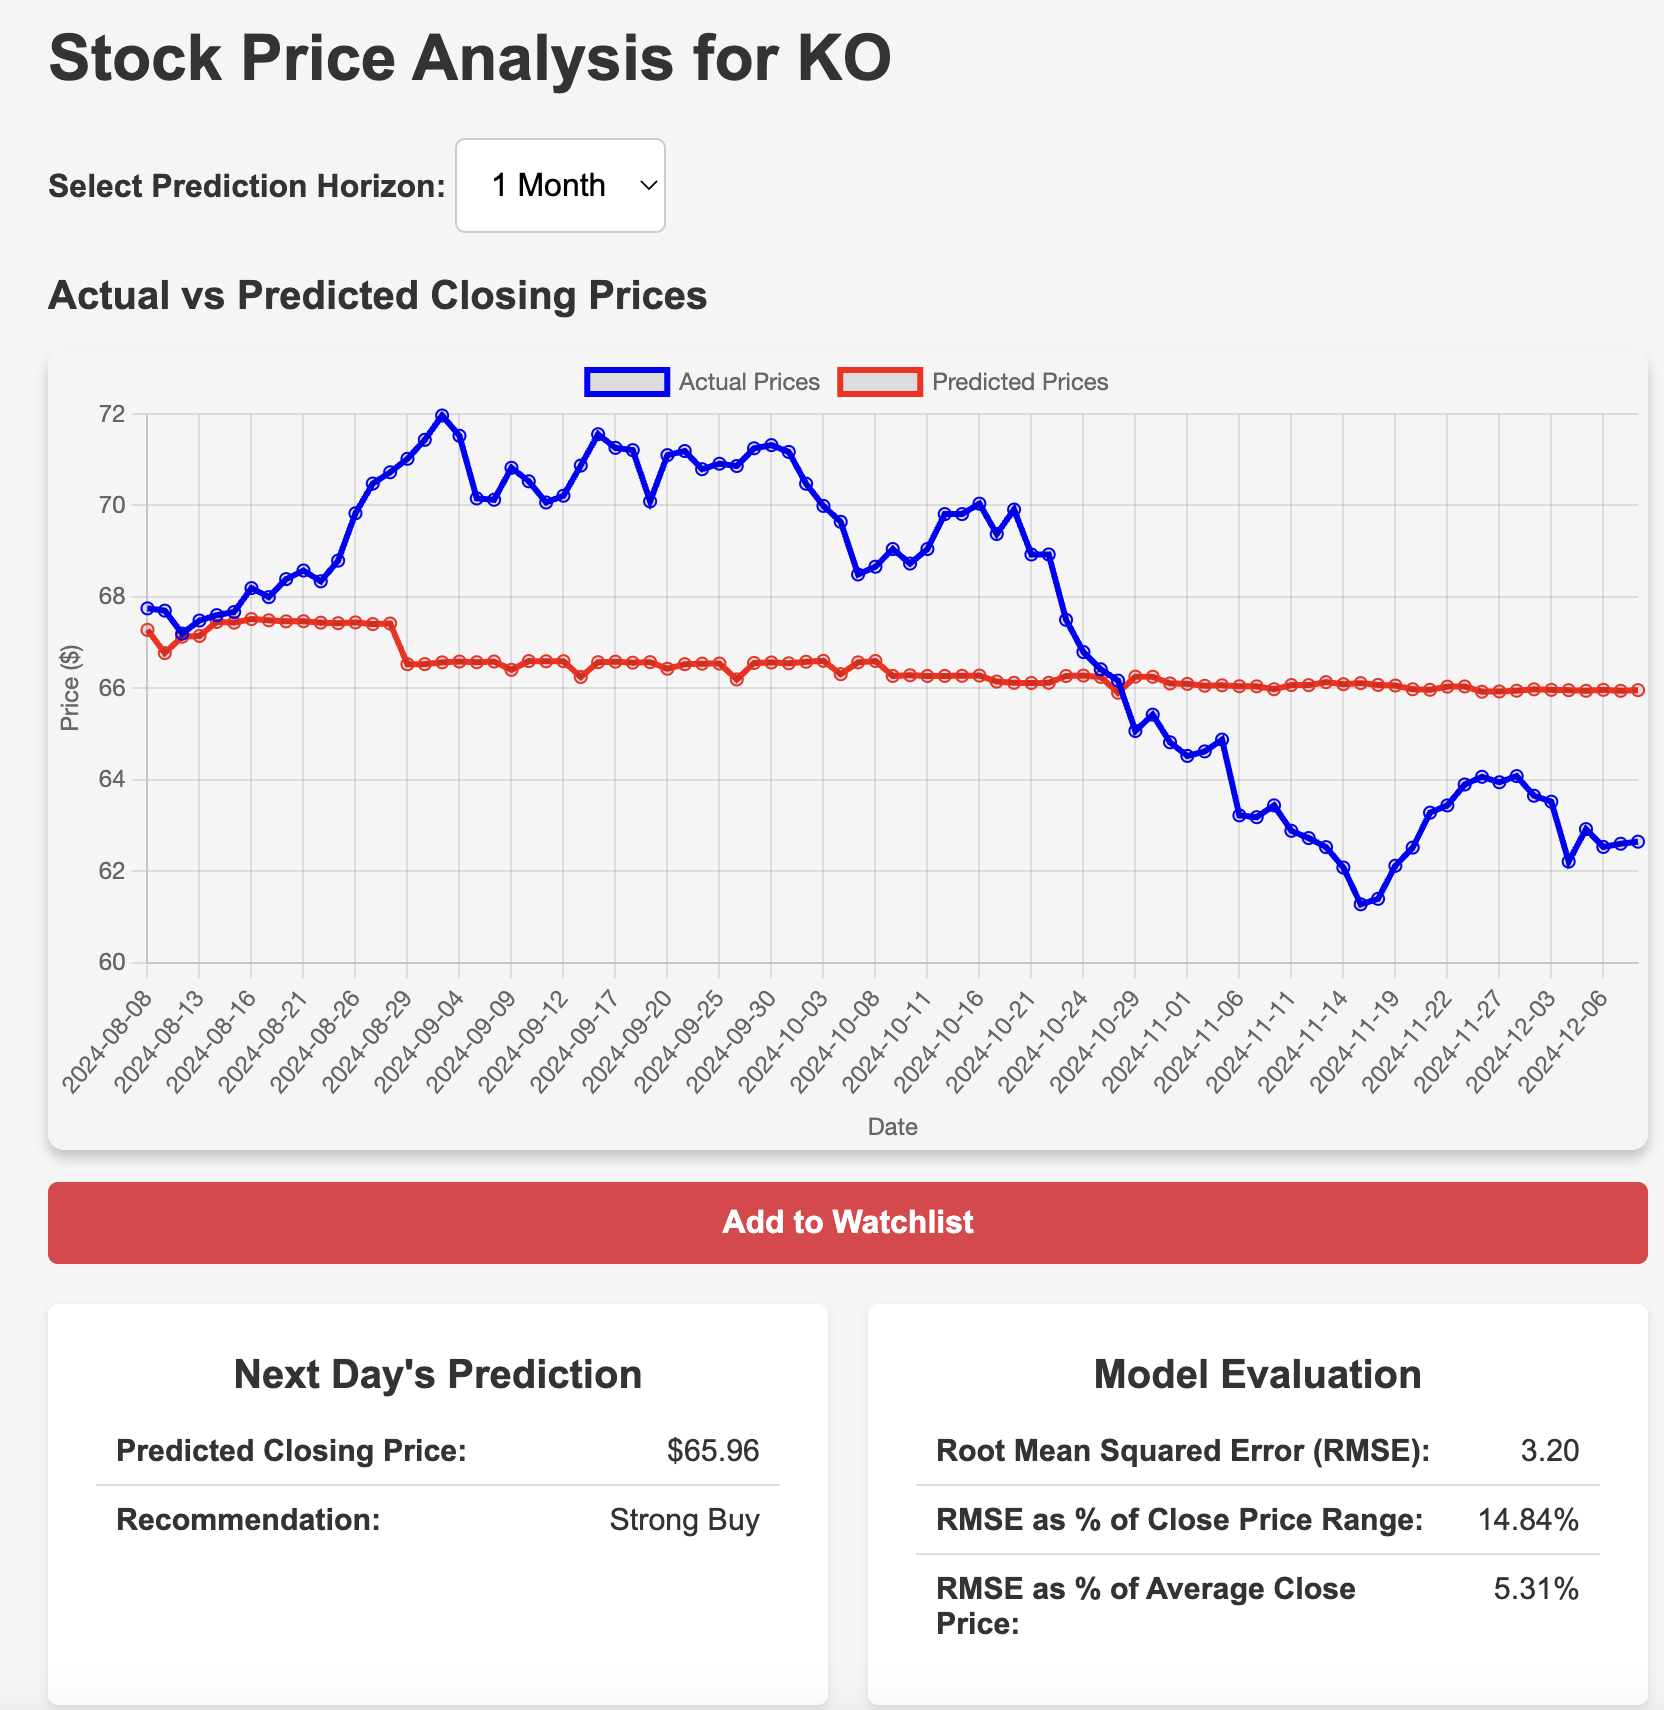 Stock Price Analysis for KO
Select Prediction Horizon: 1 Month
Actual vs Predicted Closing Prices
Actual Prices Predicted Prices
72
70
68
66
64
62
60
Price ($)
2024-08-08
2024-08-13
2024-08-16
2024-08-21
2024-08-26
2024-08-29
2024-09-04
2024-09-09
2024-09-12
2024-09-17
2024-09-20
2024-09-25
2024-09-30
2024-10-03
2024-10-08
2024-10-11
2024-10-16
2024-10-21
2024-10-24
2024-10-29
2024-11-01
2024-11-06
2024-11-11
2024-11-14
2024-11-19
2024-11-22
2024-11-27
2024-12-03
2024-12-06
Date
Add to Watchlist
Next Day's Prediction
Predicted Closing Price: $65.96
Recommendation: Strong Buy
Model Evaluation
Root Mean Squared Error (RMSE): 3.20
RMSE as % of Close Price Range: 14.84%
RMSE as % of Average Close 5.31%
Price: